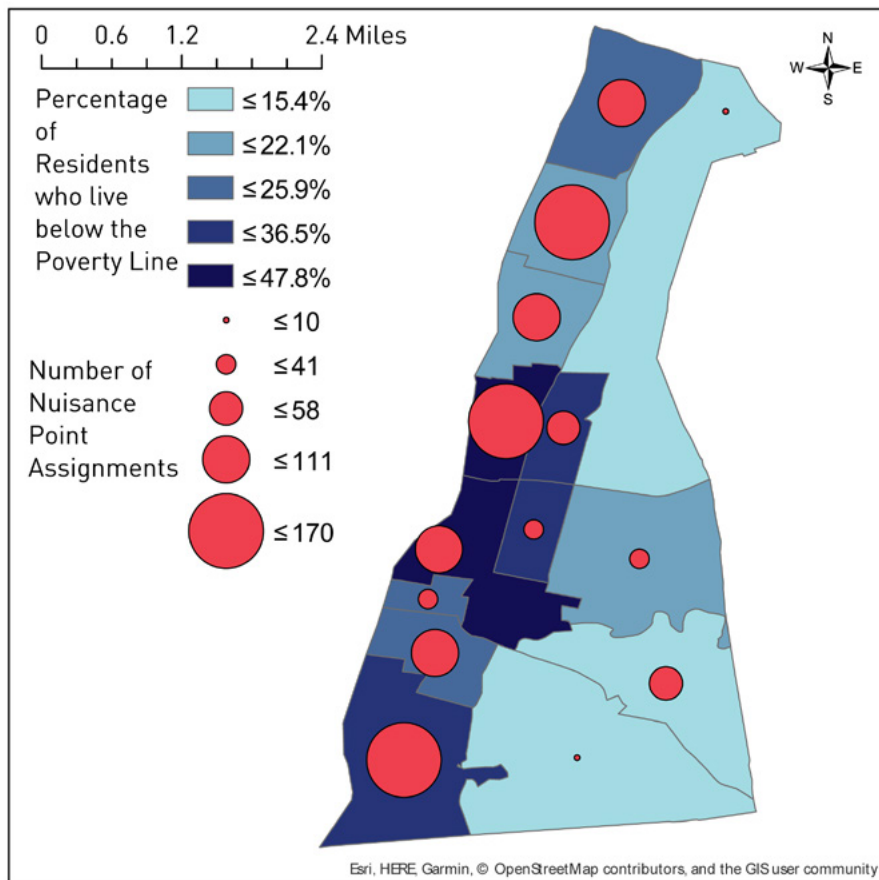 0 0.6 1.2 2.4 Miles
N
W E
S
Percentage
of
Residents
who live
below the
Poverty Line
≤15.4%
≤22.1%
≤25.9%
≤36.5%
≤47.8%
Number of
Nuisance
Point
Assignments
≤10
≤41
≤58
≤111
≤170
Esri, HERE, Garmin, © OpenStreetMap contributors, and the GIS user community